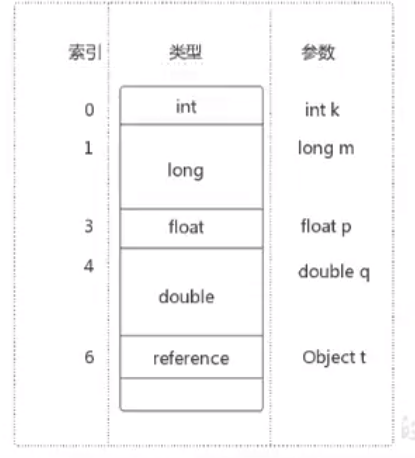 索引 类型 参数
0 int int k
1 long long m
3 float float p
4 double double q
6 reference Object t